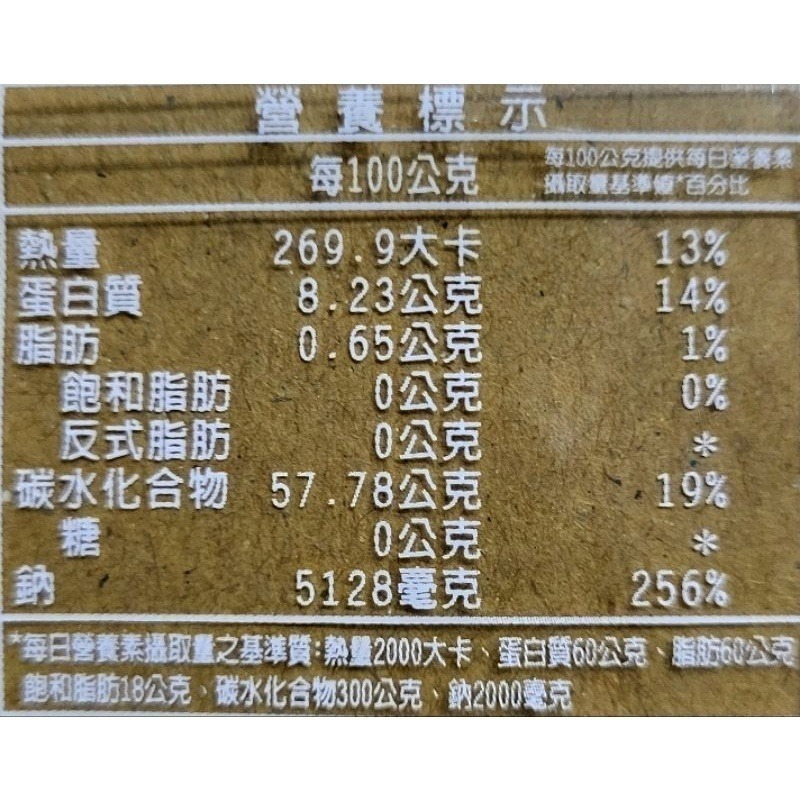 營養標示
每100公克
每100公克提供每日營養素
攝取量基準值*百分比
熱量 269.9大卡 13%
蛋白質 8.23公克 14%
脂肪 0.65公克 1%
飽和脂肪 0公克 0%
反式脂肪 0公克 *
碳水化合物 57.78公克 19%
糖 0公克 *
鈉 5128毫克 256%
*每日營養素攝取量之基準質:熱量2000大卡、蛋白質60公克、脂肪60公克
飽和脂肪18公克、碳水化合物300公克、鈉2000毫克